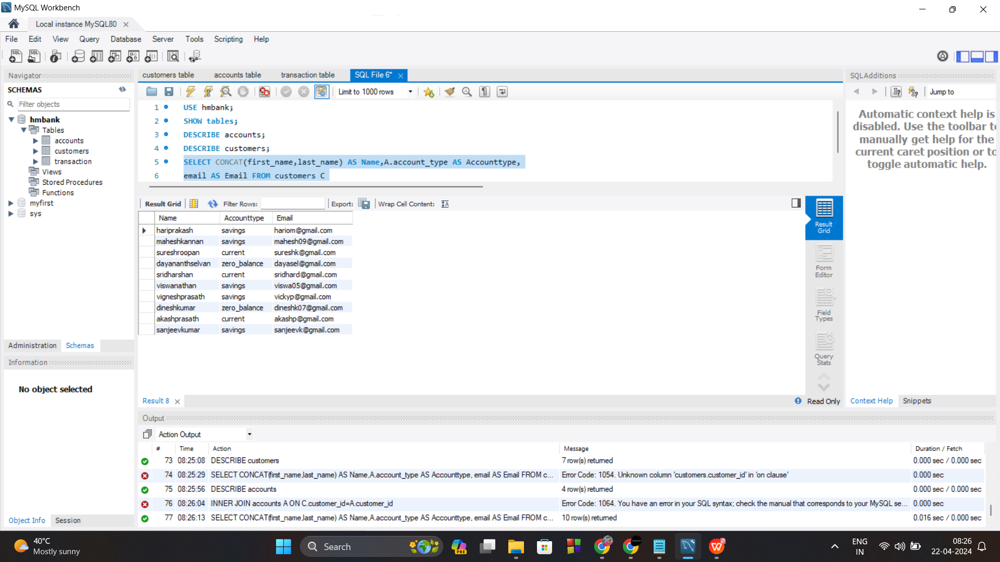 MySQL Workbench
Local instance MySQL80
File Edit View Query Database Server Tools Scripting Help
Navigator
SCHEMAS
Filter objects
hmbank
Tables
accounts
customers
transaction
Views
Stored Procedures
Functions
myfirst
sys
Administration Schemas
Information
No object selected
Object Info Session
customers table accounts table transaction table SQL File 6*
Limit to 1000 rows
1 USE hmbank;
2 SHOW tables;
3 DESCRIBE accounts;
4 DESCRIBE customers;
5 SELECT CONCAT(first_name,last_name) AS Name,A.account_type AS Accounttype,
6 email AS Email FROM customers C
Result Grid Filter Rows: Export: Wrap Cell Content:
Name Accounttype Email
hariprakash savings hariom@gmail.com
maheshkannan savings mahesh09@gmail.com
sureshroopan current sureshk@gmail.com
dayananthselvan zero_balance dayasel@gmail.com
sridharshan current sridhard@gmail.com
viswanathan savings viswa05@gmail.com
vigneshprasath savings vickyp@gmail.com
dineshkumar zero_balance dineshk07@gmail.com
akashprasath current akashp@gmail.com
sanjeevkumar savings sanjeevk@gmail.com
Result
Grid
Form
Editor
Field
Types
Query
Stats
Result 8
Read Only
SQLAdditions
Jump to
Automatic context help is
disabled. Use the toolbar to
manually get help for the
current caret position or to
toggle automatic help.
Context Help Snippets
Output
Action Output
# Time Action Message Duration / Fetch
73 08:25:08 DESCRIBE customers 7 row(s) returned 0.000 sec / 0.000 sec
74 08:25:29 SELECT CONCAT(first_name,last_name) AS Name,A.account_type AS Accounttype, email AS Email FROM c... Error Code: 1054. Unknown column 'customers.customer_id' in 'on clause' 0.000 sec
75 08:25:56 DESCRIBE accounts 4 row(s) returned 0.000 sec / 0.000 sec
76 08:26:04 INNER JOIN accounts A ON C.customer_id=A.customer_id Error Code: 1064. You have an error in your SQL syntax; check the manual that corresponds to your MySQL se... 0.000 sec
77 08:26:13 SELECT CONCAT(first_name,last_name) AS Name,A.account_type AS Accounttype, email AS Email FROM c... 10 row(s) returned 0.016 sec / 0.000 sec
40°C
Mostly sunny
Search
PRE
ENG
IN
08:26
22-04-2024